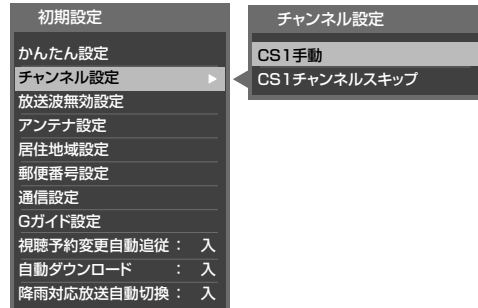 初期設定
かんたん設定
チャンネル設定
放送波無効設定
アンテナ設定
居住地域設定
郵便番号設定
通信設定
Gガイド設定
視聴予約変更自動追従： 入
自動ダウンロード ： 入
降雨対応放送自動切換： 入
チャンネル設定
CS1手動
CS1チャンネルスキップ